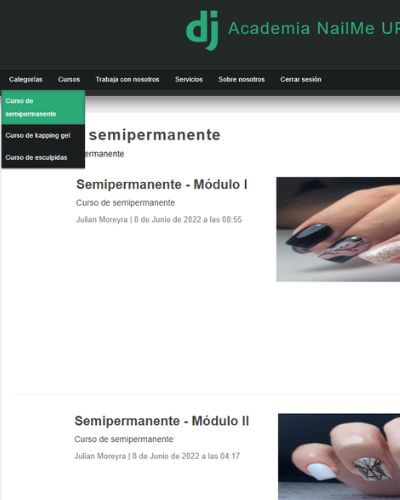 dj Academia NailMe UP
Categorías Cursos Trabaja con nosotros Servicios Sobre nosotros Cerrar sesión
Curso de
semipermanente
Curso de kapping gel
Curso de esculpidas
semipermanente
permanente
Semipermanente - Módulo I
Curso de semipermanente
Julian Moreyra | 8 de Junio de 2022 a las 08:55
Semipermanente - Módulo II
Curso de semipermanente
Julian Moreyra | 8 de Junio de 2022 a las 04:17